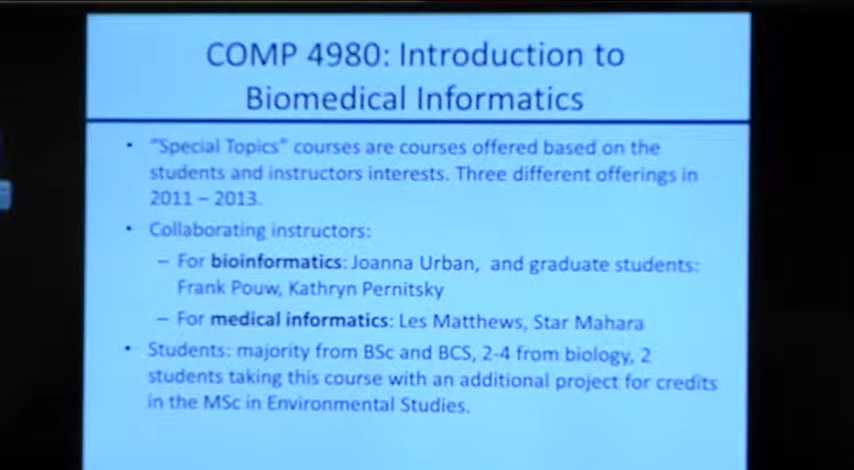 COMP 4980: Introduction to
Biomedical Informatics
• "Special Topics" courses are courses offered based on the
students and instructors interests. Three different offerings in
2011 – 2013.
• Collaborating instructors:
– For bioinformatics: Joanna Urban, and graduate students:
Frank Pouw, Kathryn Pernitsky
– For medical informatics: Les Matthews, Star Mahara
• Students: majority from BSc and BCS, 2-4 from biology, 2
students taking this course with an additional project for credits
in the MSc in Environmental Studies.